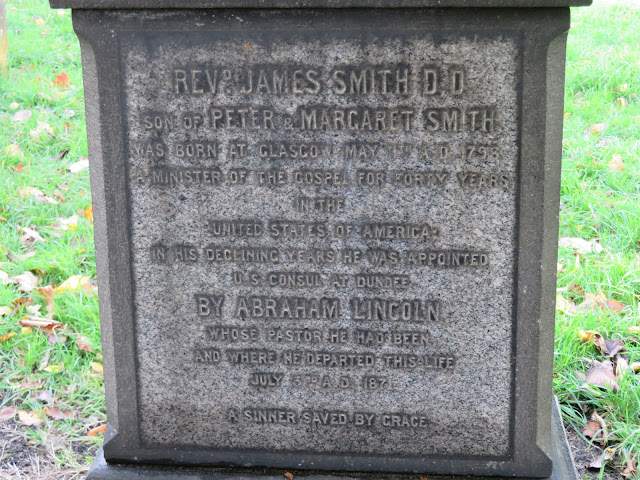 REVD JAMES SMITH D.D.
SON OF PETER & MARGARET SMITH
WAS BORN AT GLASGOW MAY 11TH A.D. 1798
A MINISTER OF THE GOSPEL FOR FORTY YEARS
IN THE
UNITED STATES OF AMERICA
IN HIS DECLINING YEARS HE WAS APPOINTED
U.S. CONSUL AT DUNDEE
BY ABRAHAM LINCOLN
WHOSE PASTOR HE HAD BEEN
AND WHERE HE DEPARTED THIS LIFE
JULY A.D. 1871
A SINNER SAVED BY GRACE